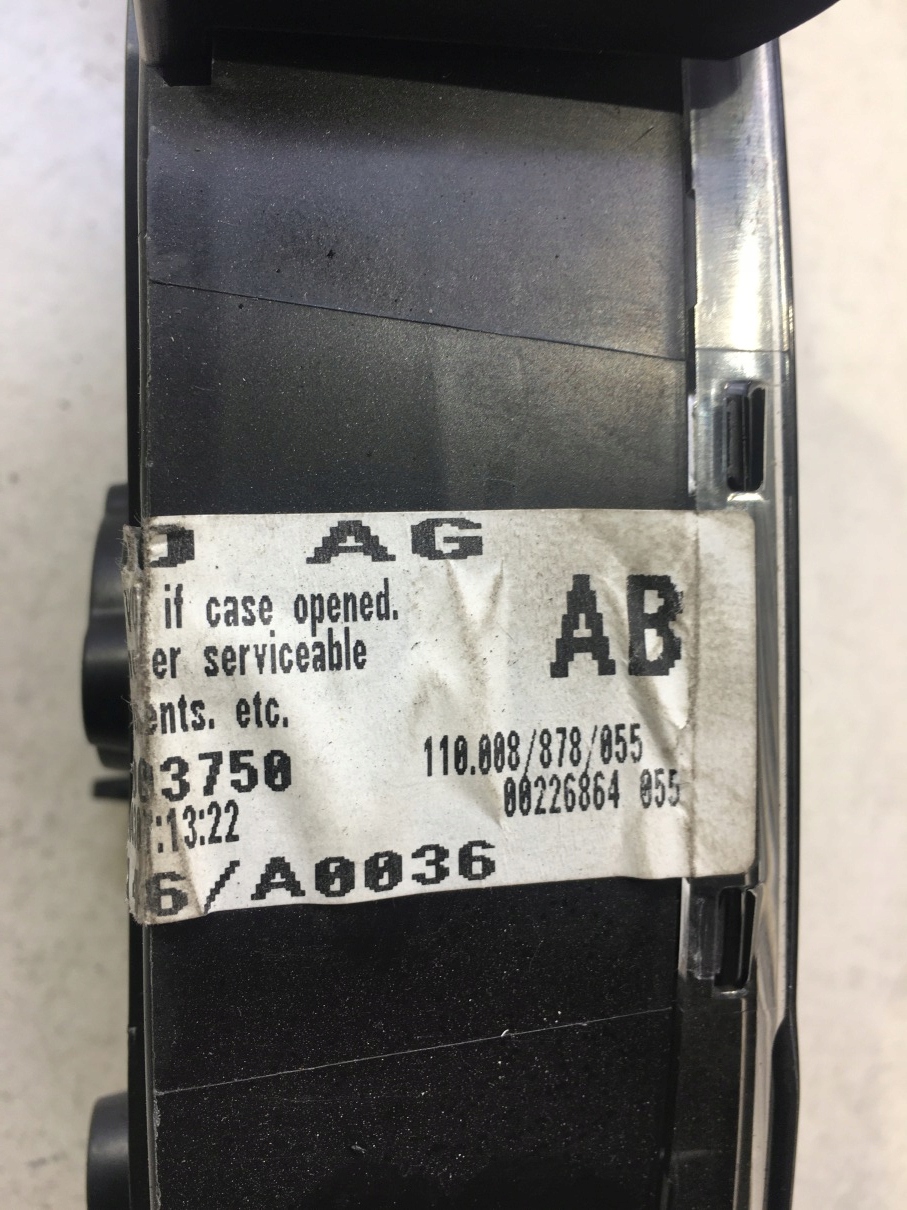 AG
if case opened.
AB
er serviceable
ents. etc.
3750
110.008/878/055
00226864 055
:13:22
6/A0036